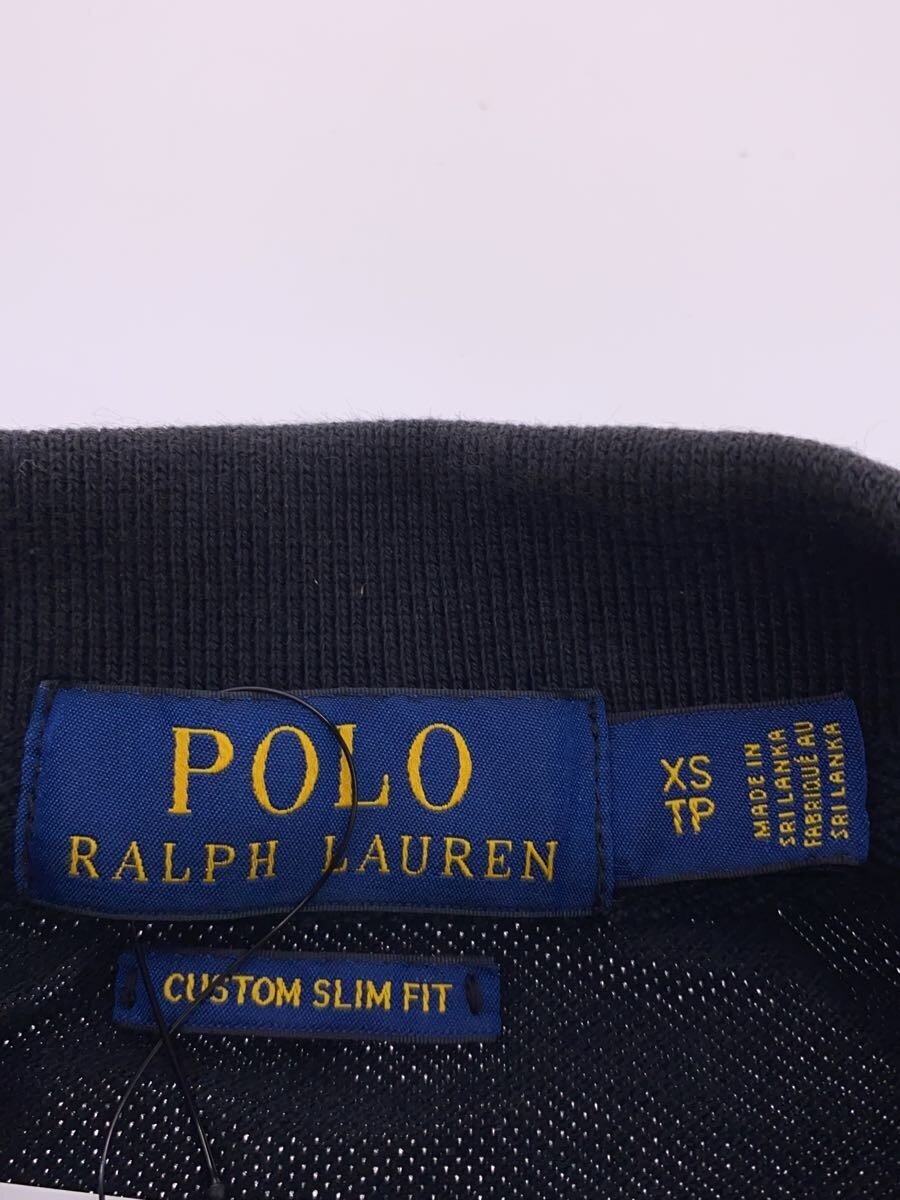 POLO
RALPH LAUREN
XS
TP
MADE IN
SRI LANKA
FABRIQUÉ AU
SRI LANKA
CUSTOM SLIM FIT